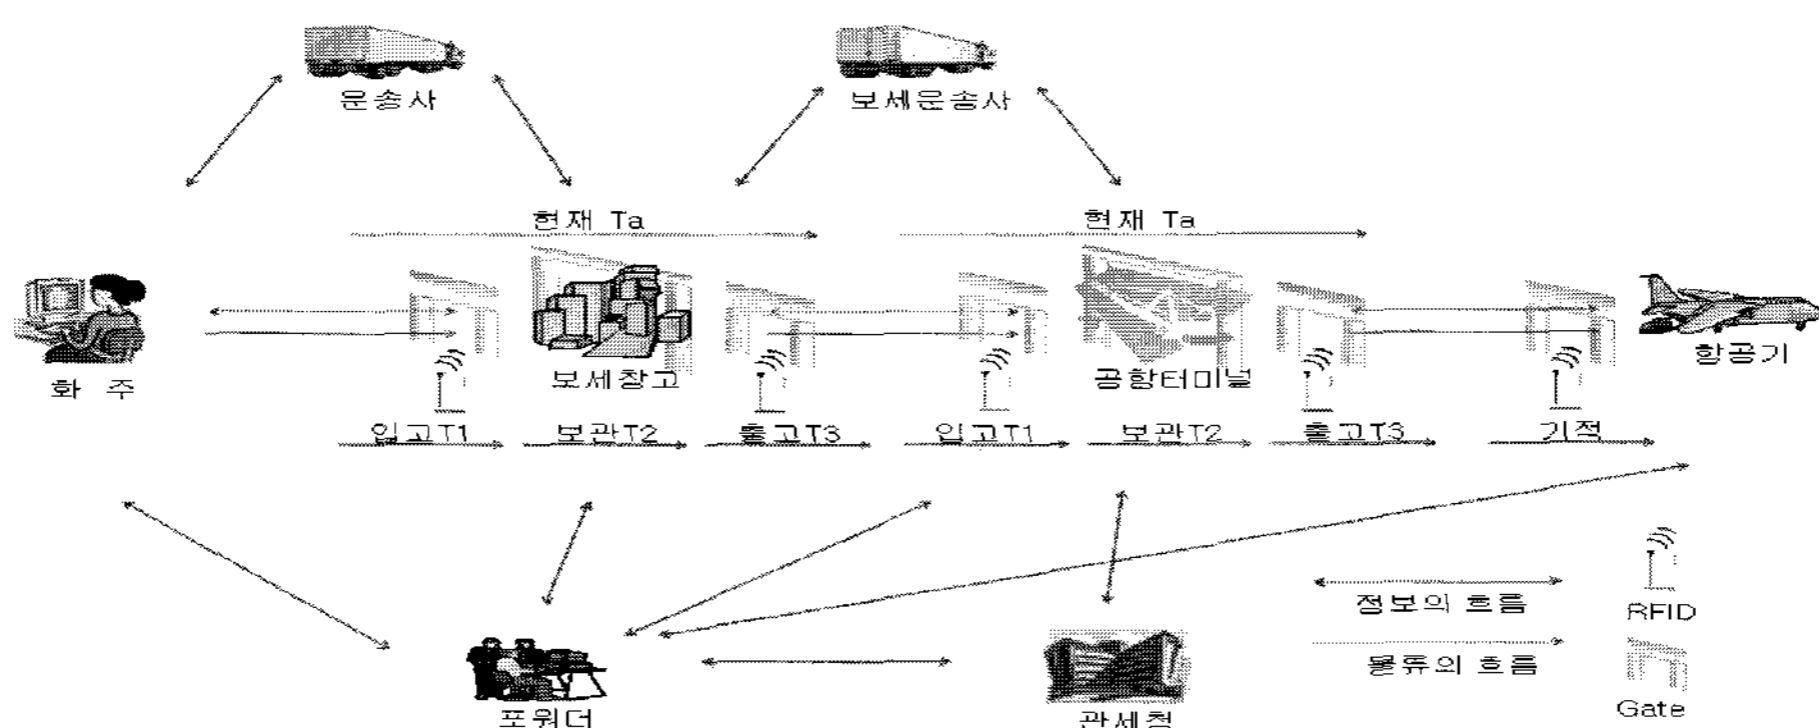 운송사
보세운송사
현재 Ta
현재 Ta
화 주
보세창고
공항터미널
항공기
입고T1
보관T2
출고T3
입고T1
보관T2
출고T3
기적
정보의 흐름
RFID
물류의 흐름
Gate
포워더
관세청